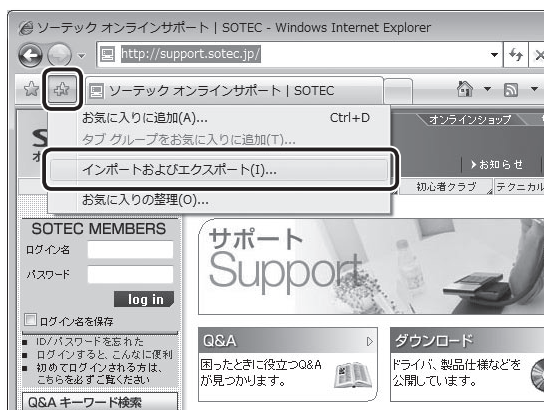 ソーテック オンラインサポート | SOTEC - Windows Internet Explorer
http://support.sotec.jp/
ソーテック オンラインサポート | SOTEC
お気に入りに追加(A)... Ctrl+D
タブ グループをお気に入りに追加(T)...
インポートおよびエクスポート(I)...
お気に入りの整理(O)...
オンラインショップ
お知らせ
初心者クラブ
テクニカル
SOTEC MEMBERS
ログイン名
パスワード
log in
ログイン名を保存
ID/パスワードを忘れた
ログインすると、こんなに便利
初めてログインされる方は、
こちらを必ずご覧ください
Q&A キーワード検索
サポート
Support
Q&A
困ったときに役立つQ&A
が見つかります。
ダウンロード
ドライバ、製品仕様などを
公開しています。